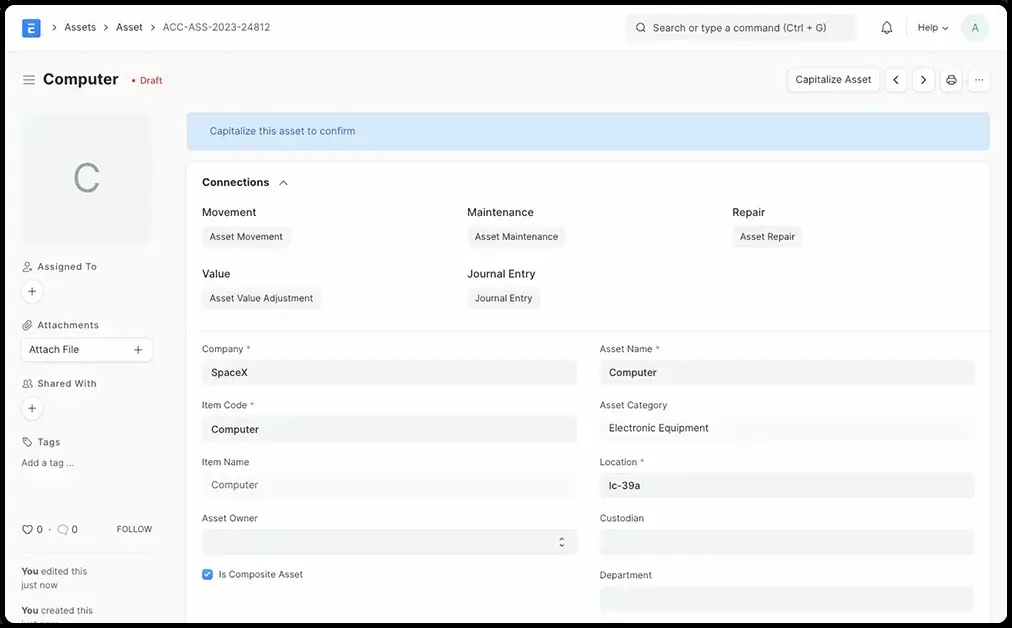 E Assets Asset ACC-ASS-2023-24812 Search or type a command (Ctrl + G) Help A
Computer • Draft Capitalize Asset ...
C
Assigned To
+
Attachments
Attach File +
Shared With
+
Tags
Add a tag ...
0 · 0 FOLLOW
You edited this
just now
You created this
Capitalize this asset to confirm
Connections
Movement Maintenance Repair
Asset Movement Asset Maintenance Asset Repair
Value Journal Entry
Asset Value Adjustment Journal Entry
Company * Asset Name *
SpaceX Computer
Item Code * Asset Category
Computer Electronic Equipment
Item Name Location *
Computer lc-39a
Asset Owner Custodian
Is Composite Asset Department